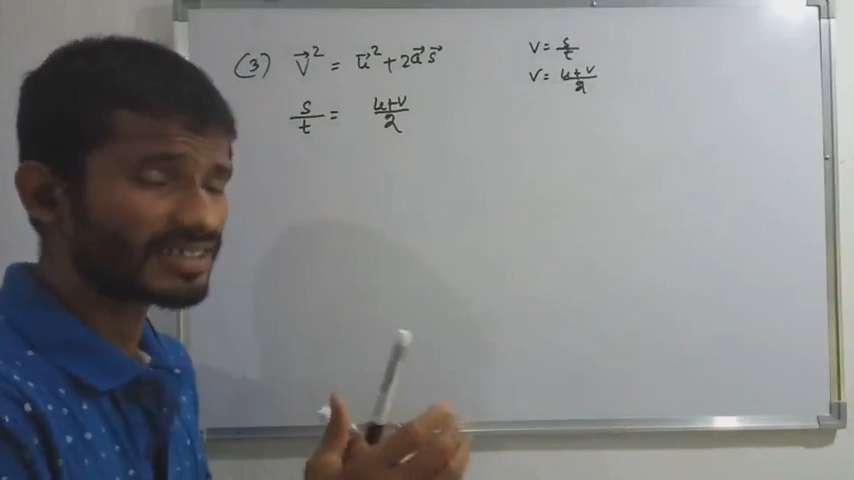 (3) v⃗² = u⃗² + 2a⃗ s⃗
s/t = u+v/2
v = s/t
v = u+v/2